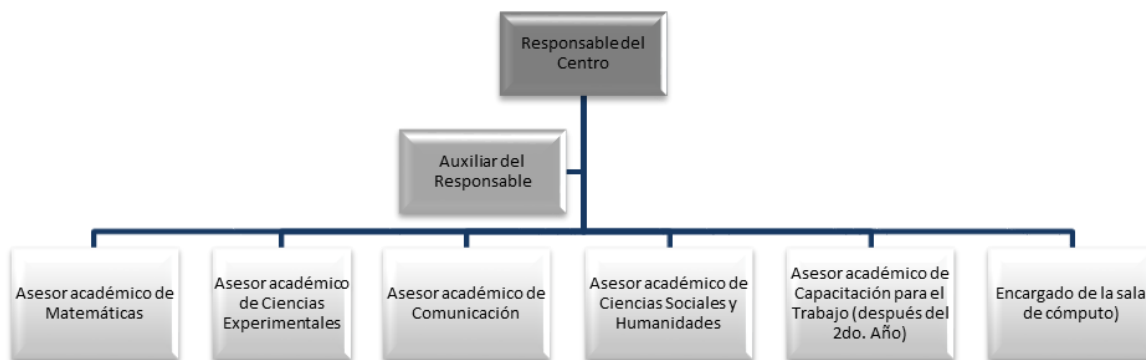 Responsable del
Centro
Auxiliar del
Responsable
Asesor académico de
Matemáticas
Asesor académico
de Ciencias
Experimentales
Asesor académico de
Comunicación
Asesor académico de
Ciencias Sociales y
Humanidades
Asesor académico de
Capacitación para el
Trabajo (después del
2do. Año)
Encargado de la sala
de cómputo)